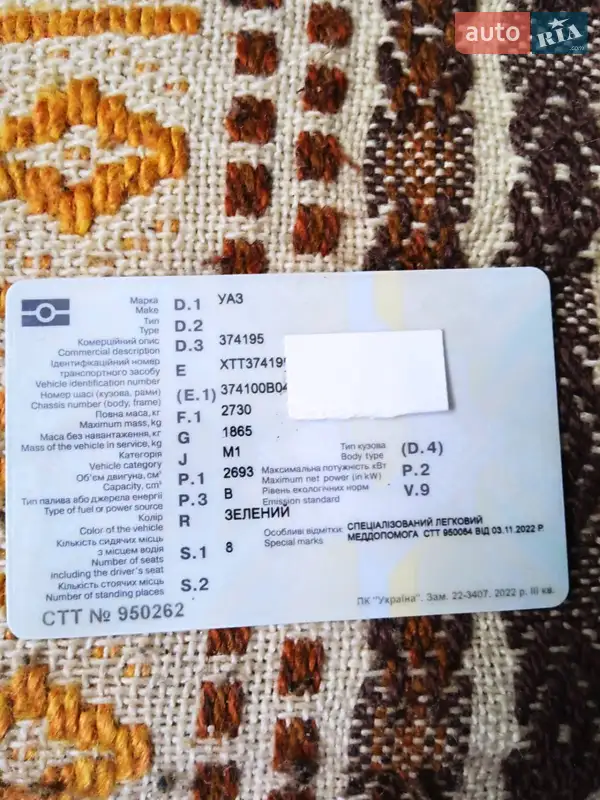 auto RIA .com
Марка
Make D.1 УАЗ
Тип
Type D.2
Комерційний опис
Commercial description D.3 374195
Ідентифікаційний номер
транспортного засобу
Vehicle identification number E XTT374195
Номер шасі (кузова, рами)
Chassis number (body, frame) (E.1) 374100B04
Повна маса, кг
Maximum mass, kg F.1 2730
Маса без навантаження, кг
Mass of the vehicle in service, kg G 1865
Категорія
Vehicle category J M1
Тип кузова
Body type (D.4)
Об'єм двигуна, см³
Capacity, cm³ P.1 2693
Максимальна потужність кВт
Maximum net power (in kW) P.2
Тип палива або джерела енергії
Type of fuel or power source P.3 B
Рівень екологічних норм
Emission standard V.9
Колір
Color of the vehicle R ЗЕЛЕНИЙ
Кількість сидячих місць
з місцем водія
Number of seats
including the driver's seat S.1 8
Особливі відмітки
Special marks
СПЕЦІАЛІЗОВАНИЙ ЛЕГКОВИЙ
МЕДДОПОМОГА СТТ 950084 ВІД 03.11.2022 Р.
Кількість стоячих місць
Number of standing places S.2
СТТ № 950262
ПК "Україна". Зам. 22-3407. 2022 р. III кв.